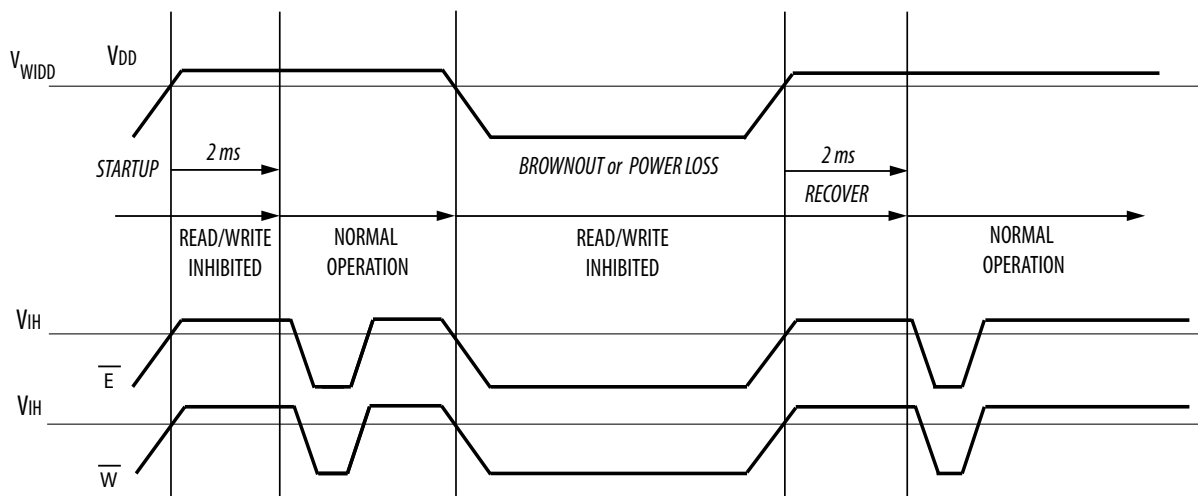 VWIDD
VDD
STARTUP
2 ms
BROWNOUT or POWER LOSS
2 ms
RECOVER
READ/WRITE
INHIBITED
NORMAL
OPERATION
READ/WRITE
INHIBITED
NORMAL
OPERATION
VIH
E
VIH
W